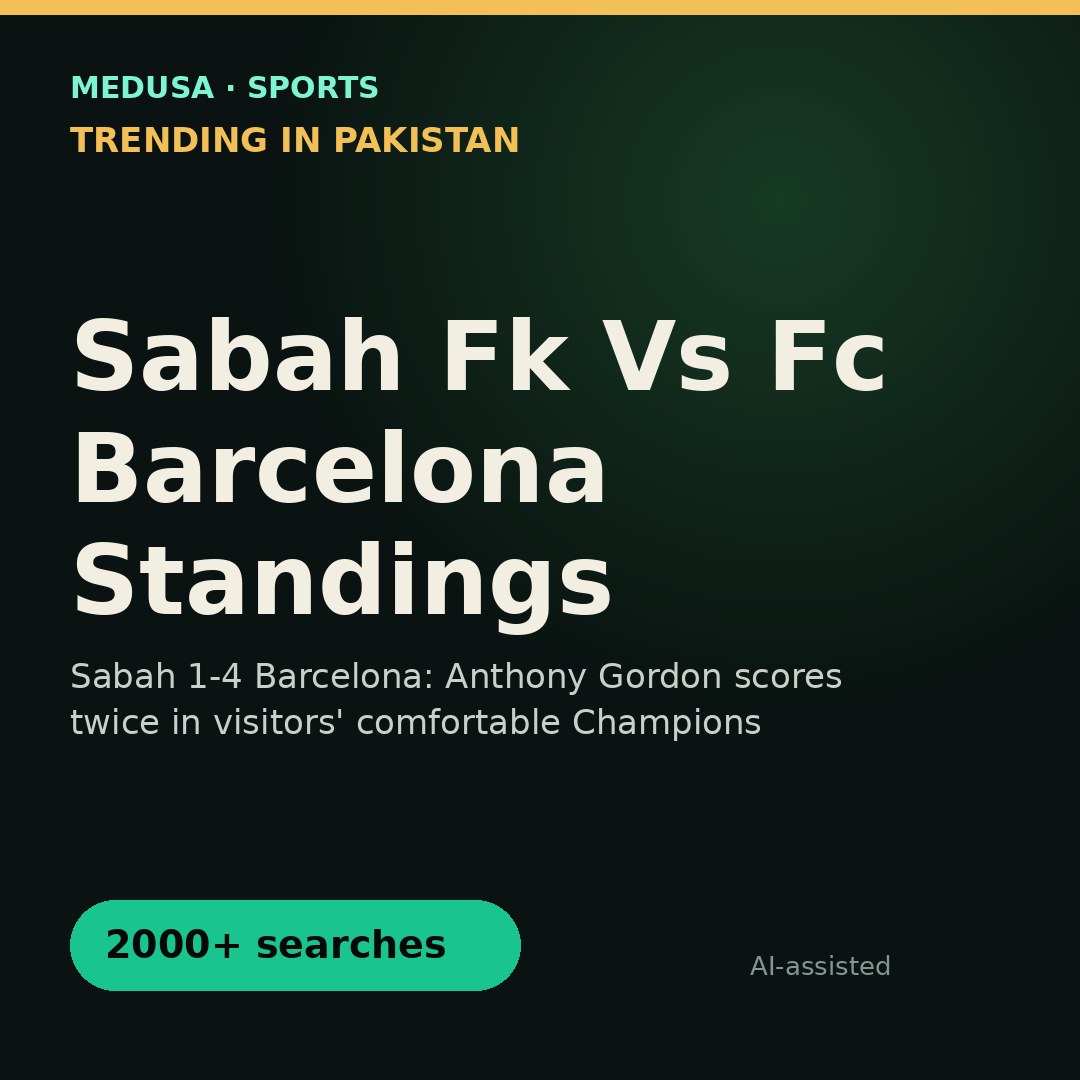 MEDUSA · SPORTS
TRENDING IN PAKISTAN
Sabah Fk Vs Fc
Barcelona
Standings
Sabah 1-4 Barcelona: Anthony Gordon scores
twice in visitors' comfortable Champions
2000+ searches
AI-assisted